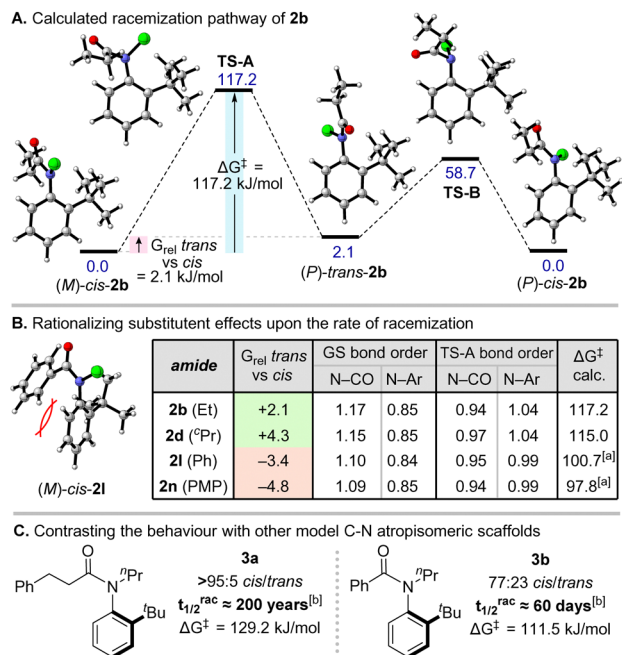 A. Calculated racemization pathway of 2b
TS-A
117.2
ΔG‡ =
117.2 kJ/mol
58.7
TS-B
Grel trans
vs cis
= 2.1 kJ/mol
0.0
(M)-cis-2b
2.1
(P)-trans-2b
0.0
(P)-cis-2b
B. Rationalizing substituent effects upon the rate of racemization
(M)-cis-2l
amide Grel trans vs cis GS bond order TS-A bond order ΔG‡ calc.
N–CO N–Ar N–CO N–Ar
2b (Et) +2.1 1.17 0.85 0.94 1.04 117.2
2d (cPr) +4.3 1.15 0.85 0.97 1.04 115.0
2l (Ph) –3.4 1.10 0.84 0.95 0.99 100.7[a]
2n (PMP) –4.8 1.09 0.85 0.94 0.99 97.8[a]
C. Contrasting the behaviour with other model C-N atropisomeric scaffolds
O
Ph
N
nPr
tBu
3a
>95:5 cis/trans
t1/2rac ≈ 200 years[b]
ΔG‡ = 129.2 kJ/mol
O
Ph
N
nPr
tBu
3b
77:23 cis/trans
t1/2rac ≈ 60 days[b]
ΔG‡ = 111.5 kJ/mol